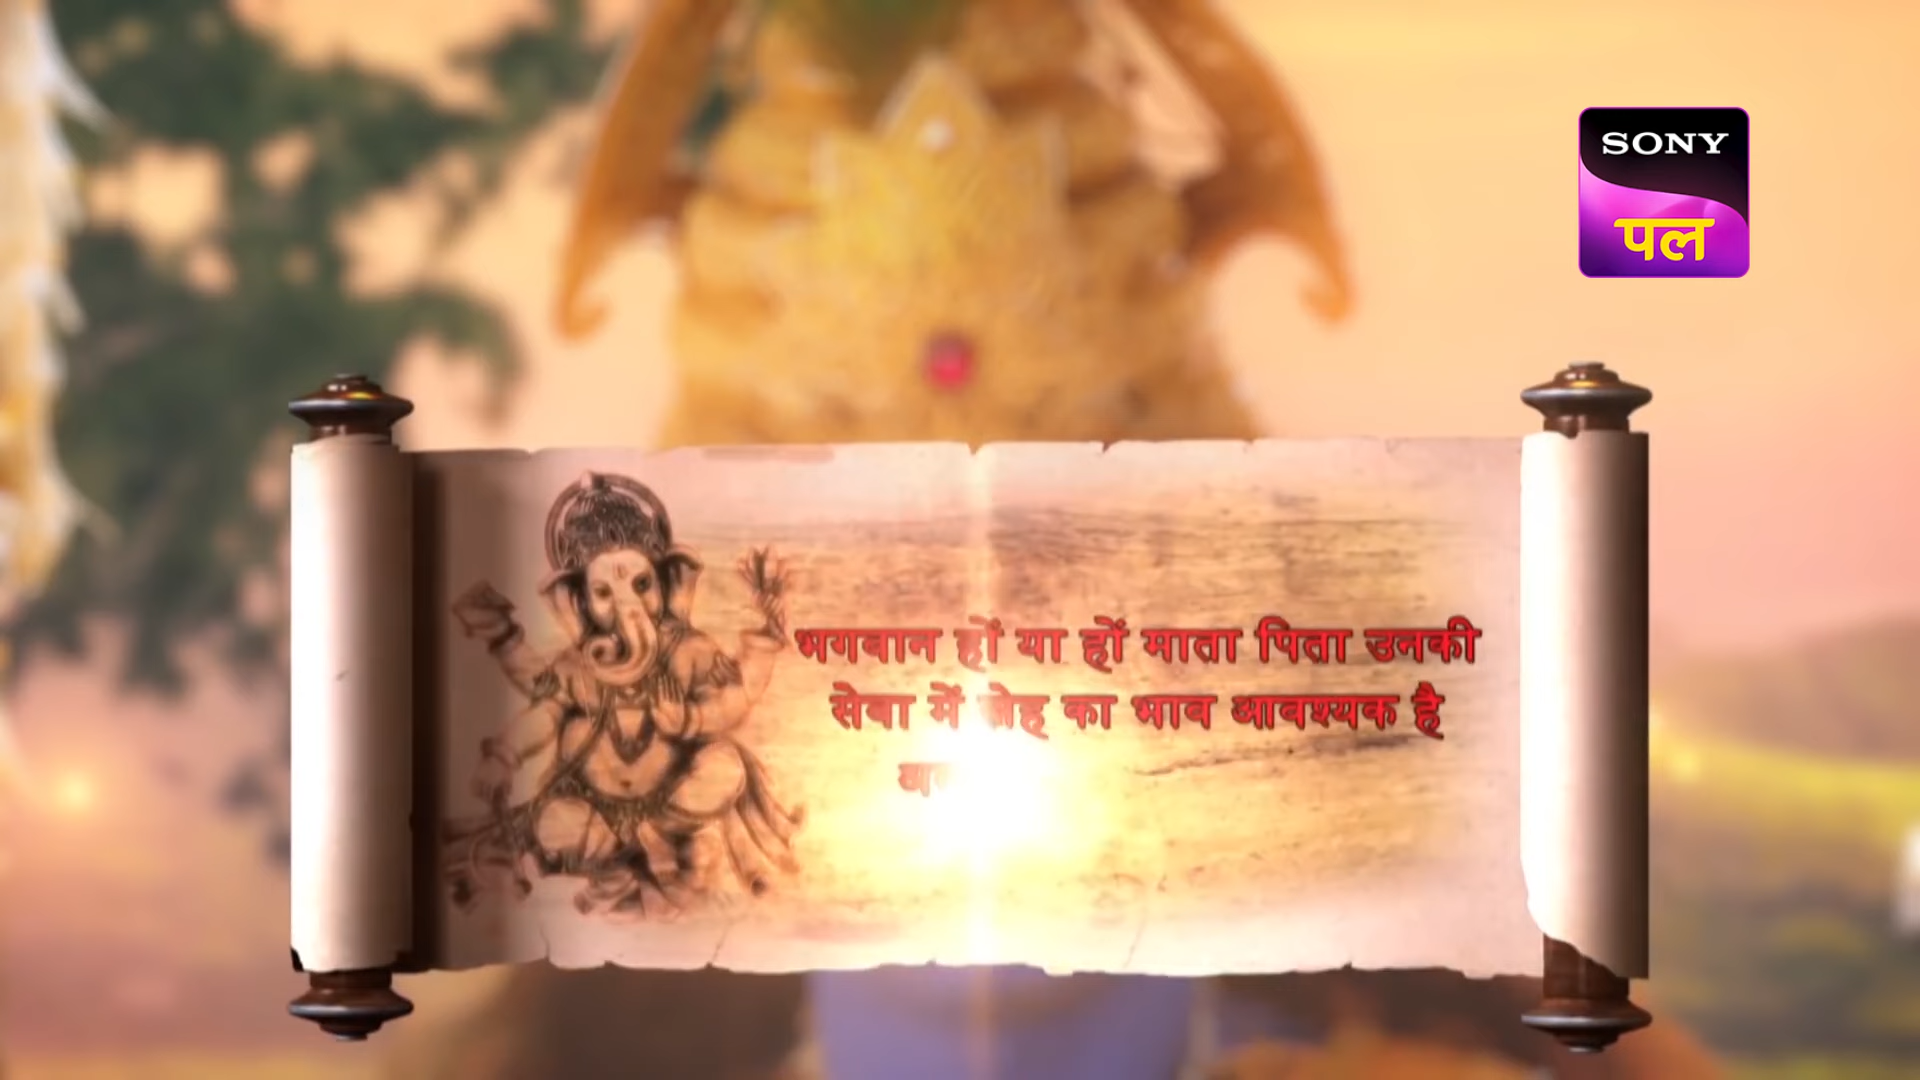 SONY
पल
भगवान हों या हों माता पिता उनकी
सेवा में स्नेह का भाव आवश्यक है